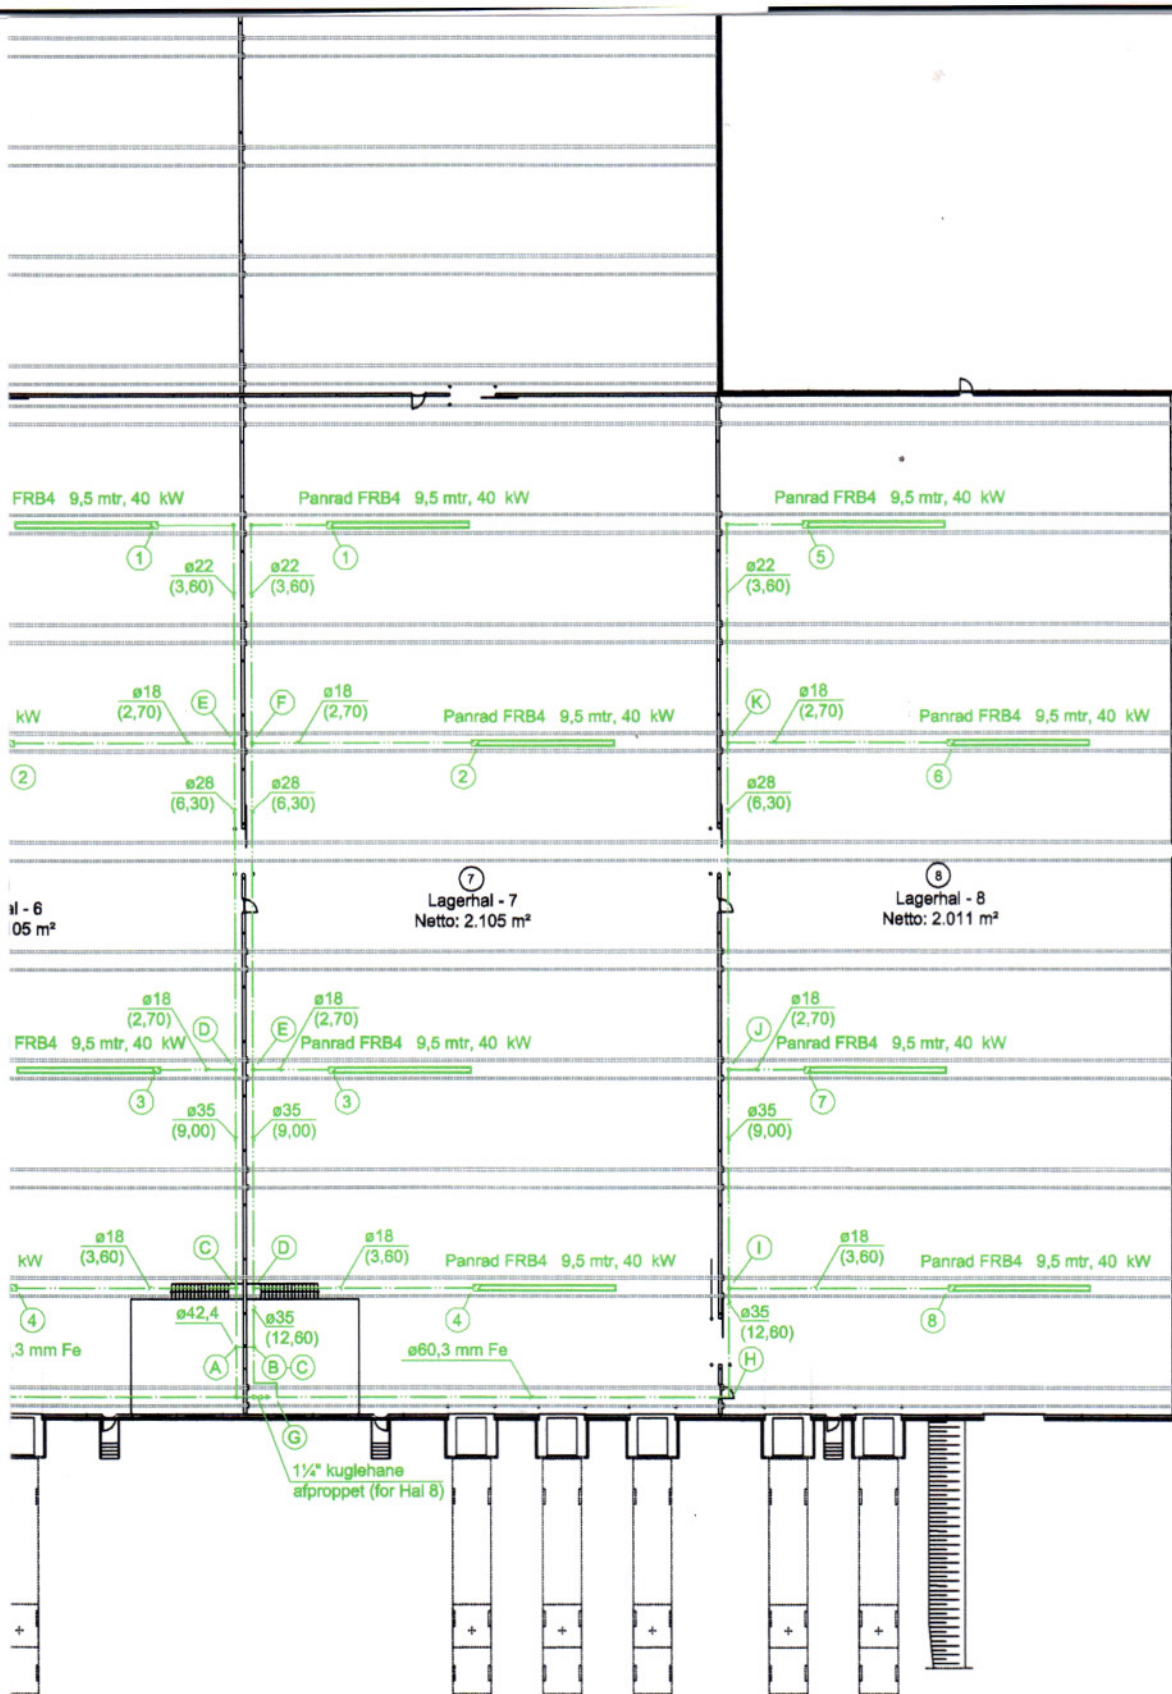 FRB4 9,5 mtr, 40 kW
Panrad FRB4 9,5 mtr, 40 kW
Panrad FRB4 9,5 mtr, 40 kW
1
1
5
ø22
(3,60)
ø22
(3,60)
ø22
(3,60)
kW
ø18
(2,70)
E
F
ø18
(2,70)
Panrad FRB4 9,5 mtr, 40 kW
K
ø18
(2,70)
Panrad FRB4 9,5 mtr, 40 kW
2
2
6
ø28
(6,30)
ø28
(6,30)
ø28
(6,30)
al - 6
05 m²
7
Lagerhal - 7
Netto: 2.105 m²
8
Lagerhal - 8
Netto: 2.011 m²
ø18
(2,70)
ø18
(2,70)
ø18
(2,70)
D
E
J
FRB4 9,5 mtr, 40 kW
Panrad FRB4 9,5 mtr, 40 kW
Panrad FRB4 9,5 mtr, 40 kW
3
3
7
ø35
(9,00)
ø35
(9,00)
ø35
(9,00)
kW
ø18
(3,60)
C
D
ø18
(3,60)
Panrad FRB4 9,5 mtr, 40 kW
I
ø18
(3,60)
Panrad FRB4 9,5 mtr, 40 kW
4
4
8
ø42,4
ø35
(12,60)
ø35
(12,60)
,3 mm Fe
A
B
C
ø60,3 mm Fe
H
G
1¼" kuglehane
afproppet (for Hal 8)